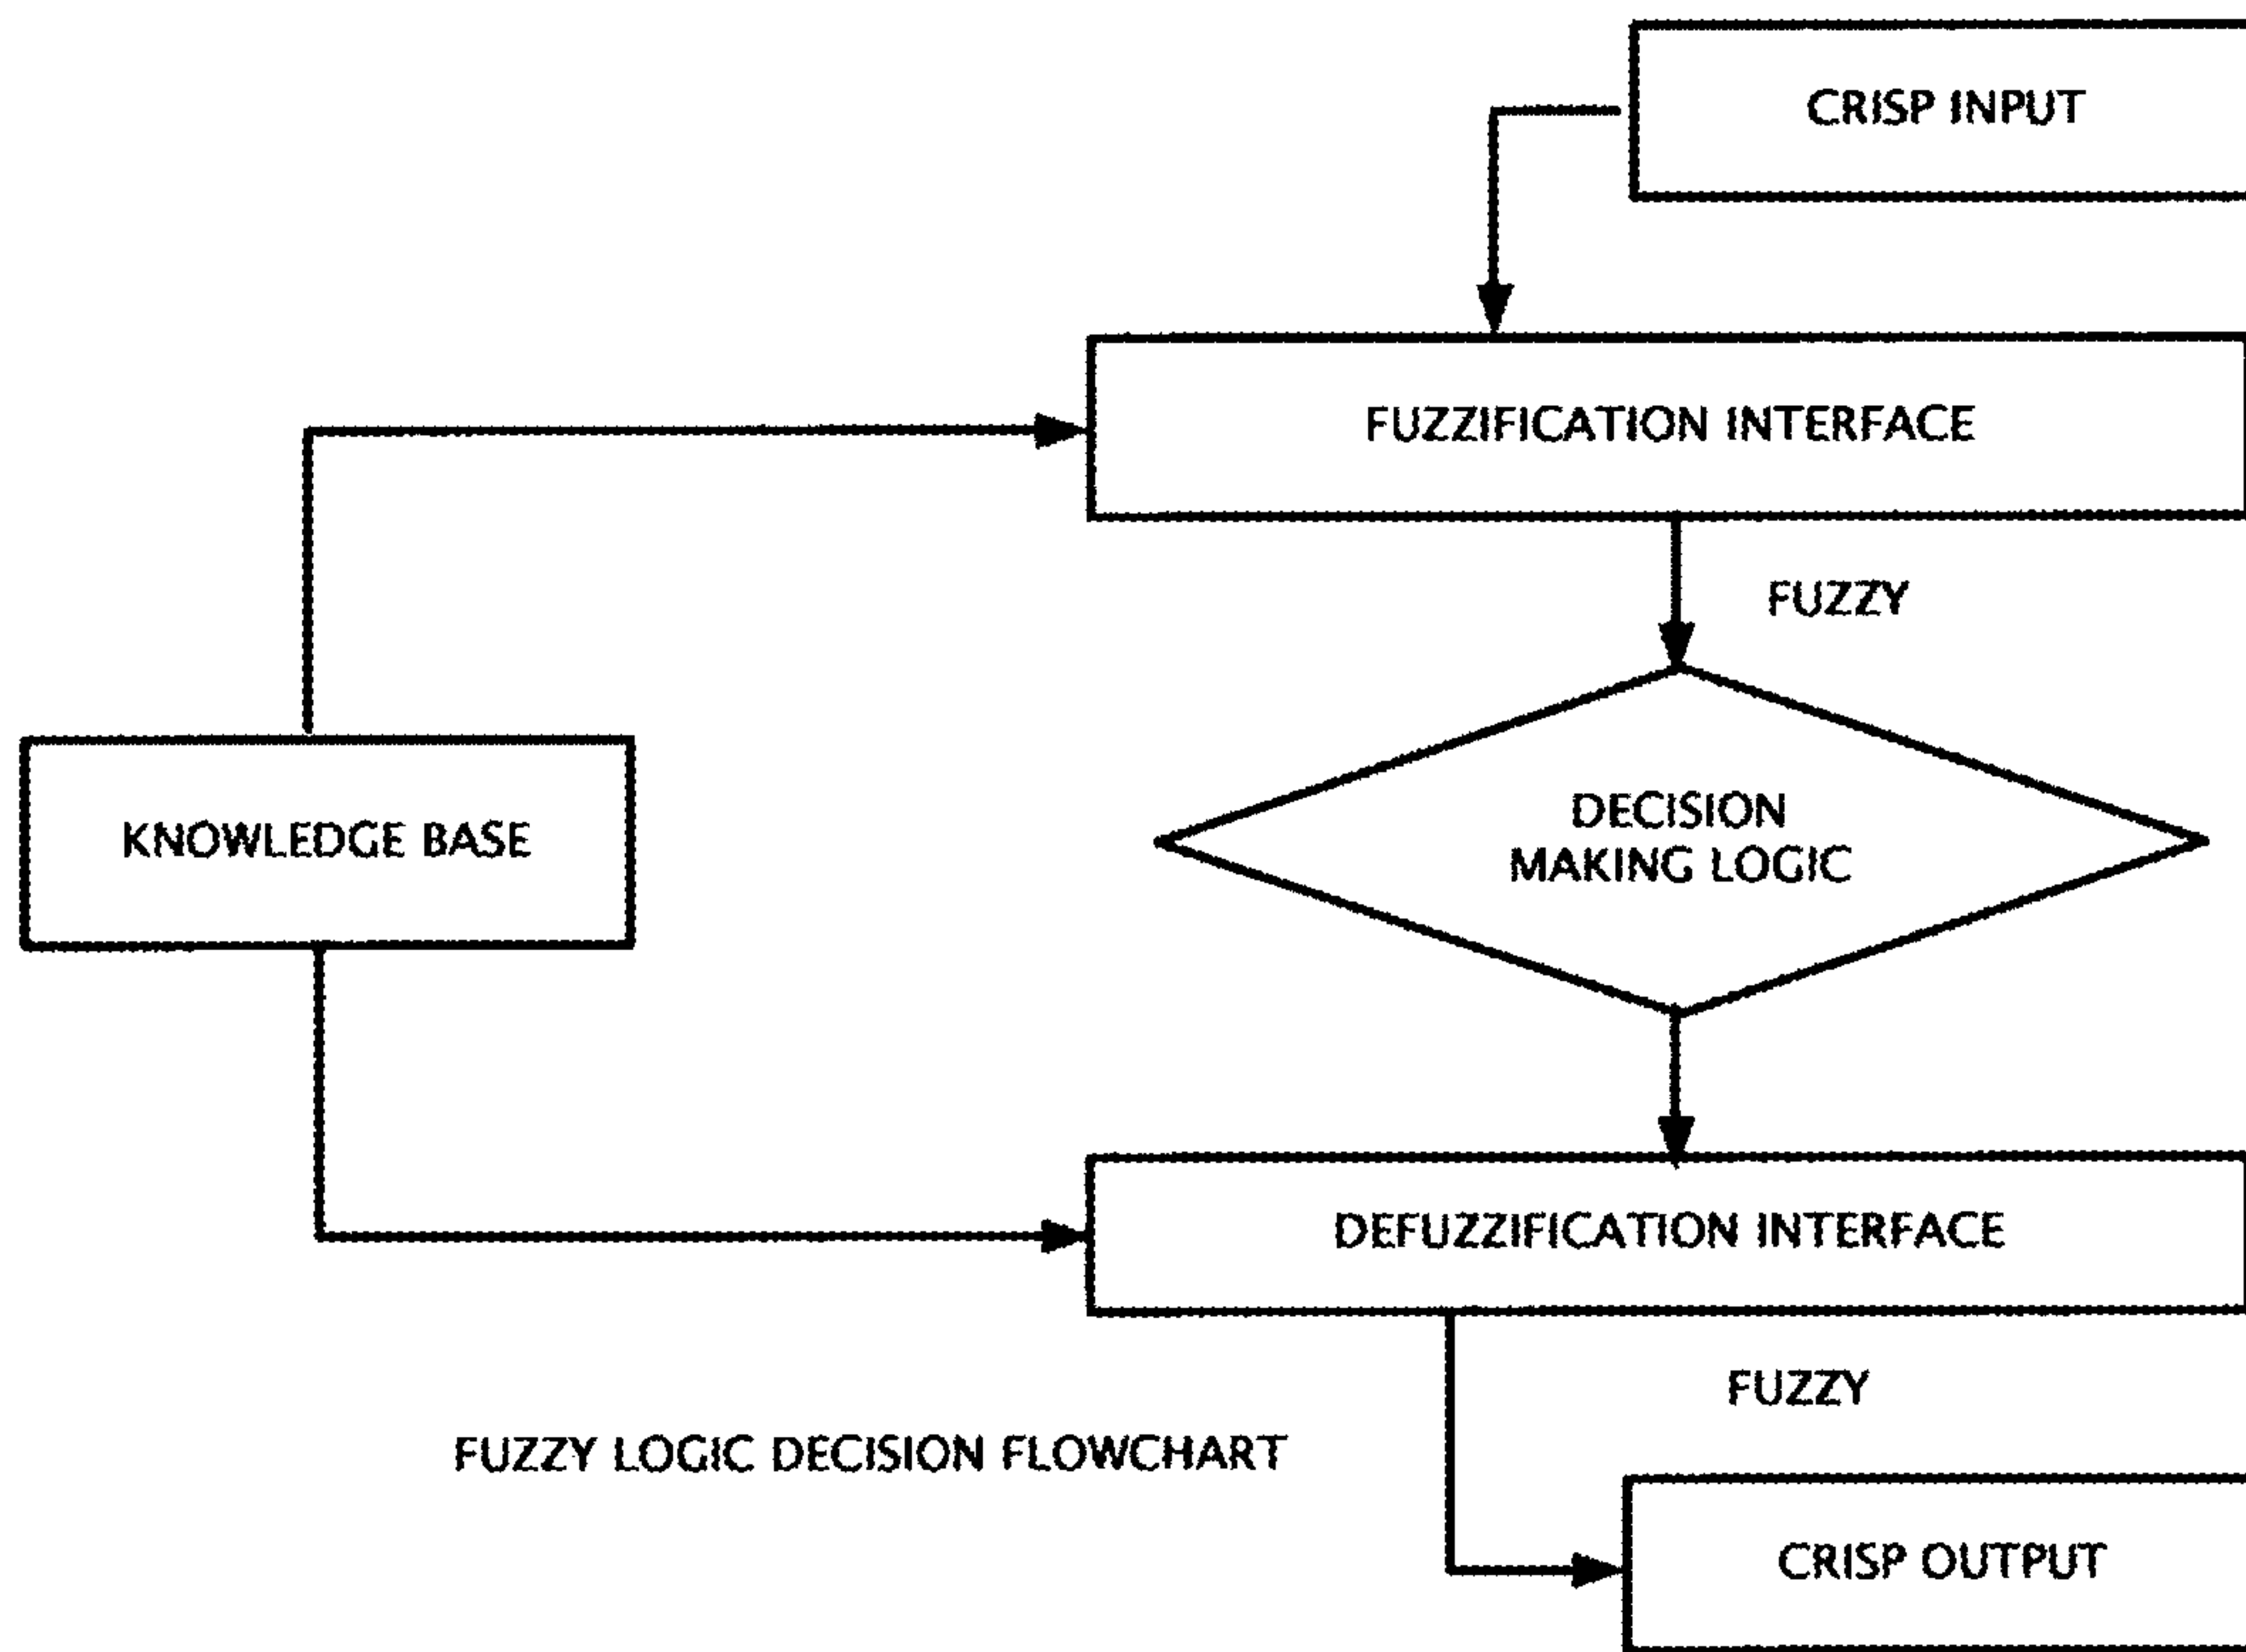 CRISP INPUT
FUZZIFICATION INTERFACE
FUZZY
KNOWLEDGE BASE
DECISION
MAKING LOGIC
DEFUZZIFICATION INTERFACE
FUZZY
FUZZY LOGIC DECISION FLOWCHART
CRISP OUTPUT